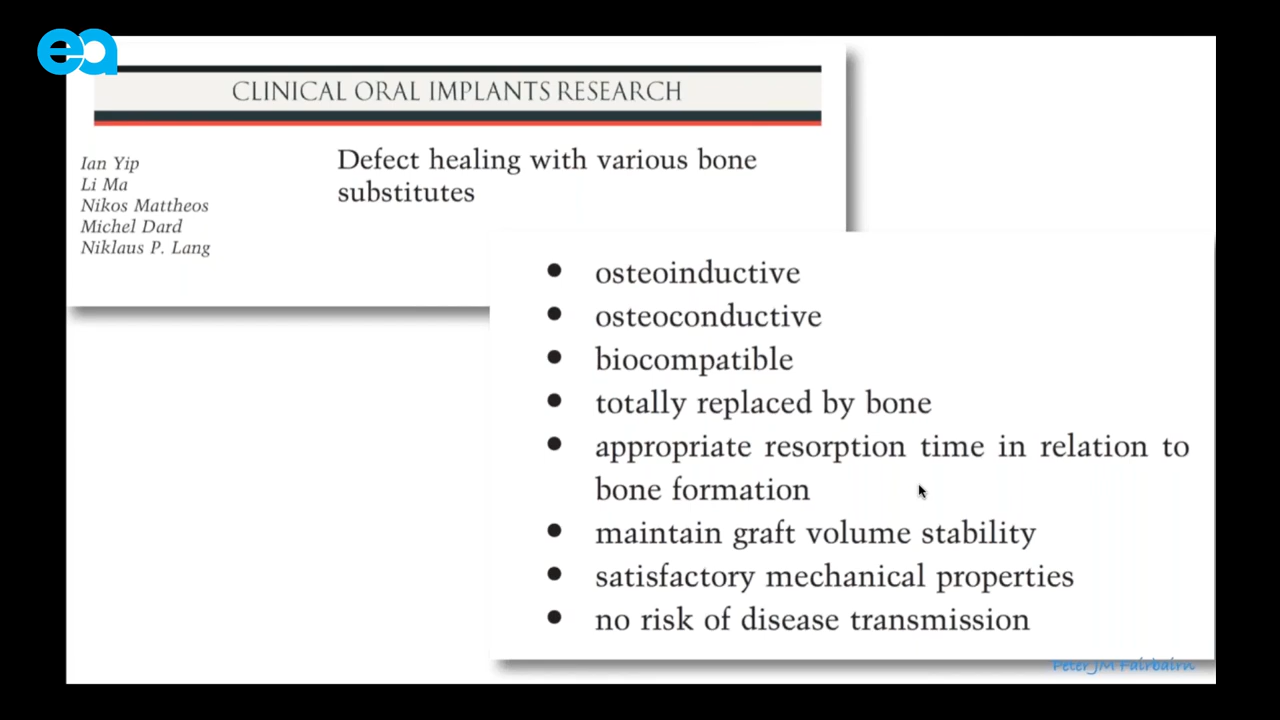 ea
CLINICAL ORAL IMPLANTS RESEARCH
Ian Yip
Li Ma
Nikos Mattheos
Michel Dard
Niklaus P. Lang
Defect healing with various bone
substitutes
• osteoinductive
• osteoconductive
• biocompatible
• totally replaced by bone
• appropriate resorption time in relation to
bone formation
• maintain graft volume stability
• satisfactory mechanical properties
• no risk of disease transmission
Peter JM Fairbairn